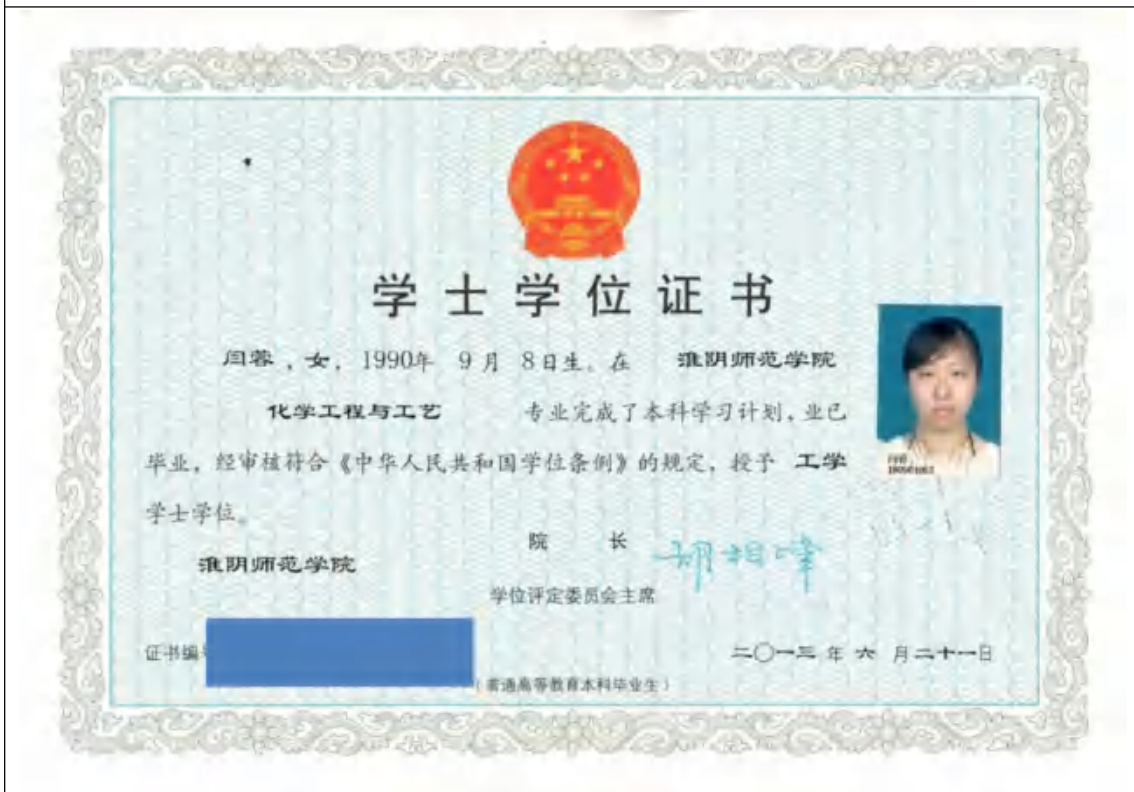 学士学位证书
闫蓉，女，1990年 9月 8日生。在 淮阴师范学院
化学工程与工艺 专业完成了本科学习计划，业已
毕业，经审核符合《中华人民共和国学位条例》的规定，授予 工学
学士学位。
淮阴师范学院
院 长
学位评定委员会主席
证书编
二〇一三 年 六 月二十一日
（普通高等教育本科毕业生）